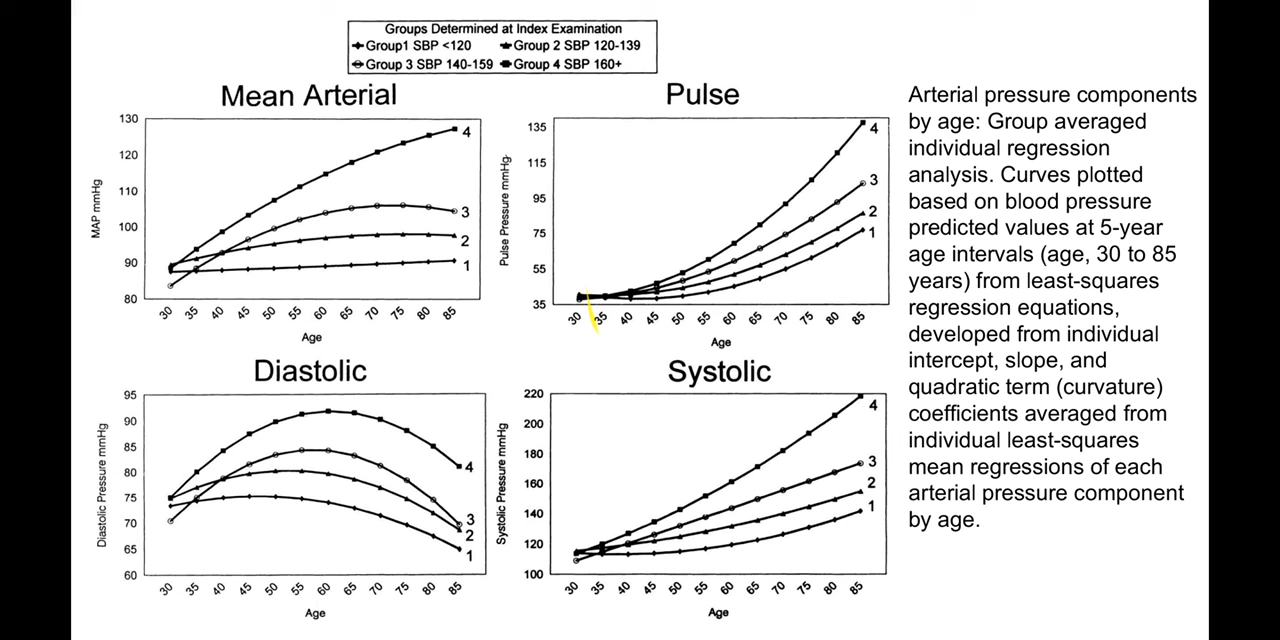 Groups Determined at Index Examination
Group1 SBP <120 Group 2 SBP 120-139
Group 3 SBP 140-159 Group 4 SBP 160+
Mean Arterial
130
120
110
100
90
80
MAP mmHg
4
3
2
1
30 35 40 45 50 55 60 65 70 75 80 85
Age
Pulse
135
115
95
75
55
35
Pulse Pressure mmHg
4
3
2
1
30 35 40 45 50 55 60 65 70 75 80 85
Age
Diastolic
95
90
85
80
75
70
65
60
Diastolic Pressure mmHg
4
3
2
1
30 35 40 45 50 55 60 65 70 75 80 85
Age
Systolic
220
200
180
160
140
120
100
Systolic Pressure mmHg
4
3
2
1
30 35 40 45 50 55 60 65 70 75 80 85
Age
Arterial pressure components
by age: Group averaged
individual regression
analysis. Curves plotted
based on blood pressure
predicted values at 5-year
age intervals (age, 30 to 85
years) from least-squares
regression equations,
developed from individual
intercept, slope, and
quadratic term (curvature)
coefficients averaged from
individual least-squares
mean regressions of each
arterial pressure component
by age.